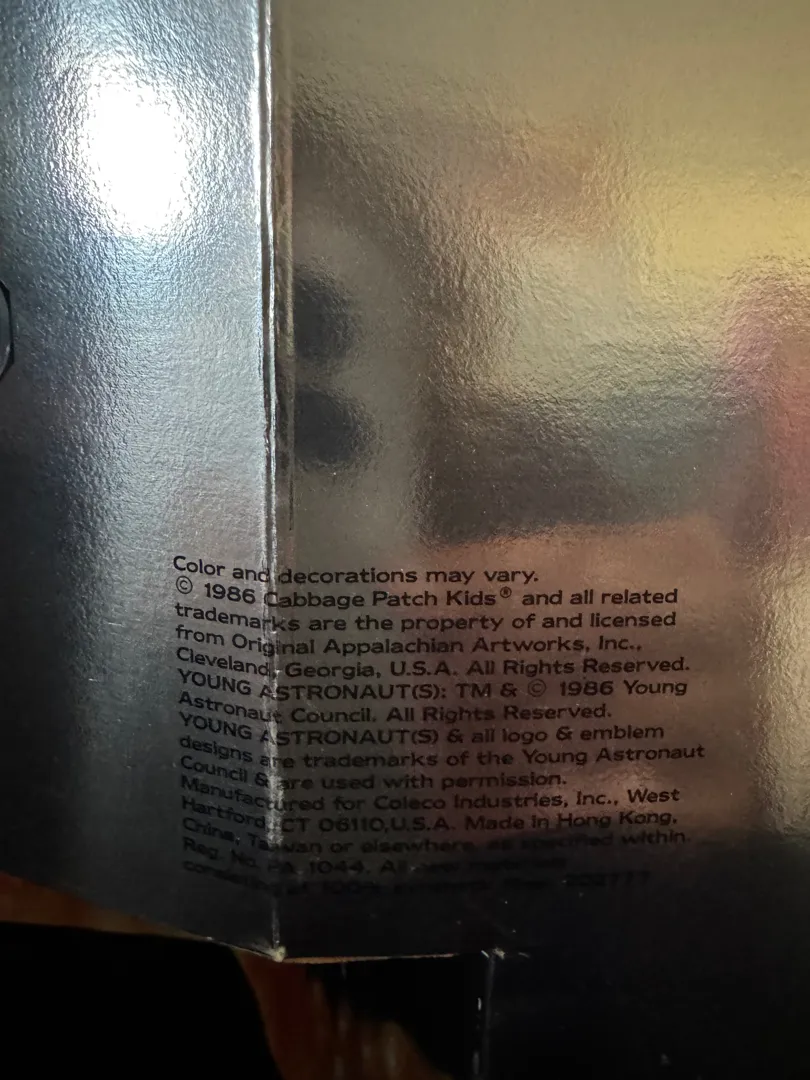 Color and decorations may vary.
© 1986 Cabbage Patch Kids® and all related
trademarks are the property of and licensed
from Original Appalachian Artworks, Inc.,
Cleveland, Georgia, U.S.A. All Rights Reserved.
YOUNG ASTRONAUT(S): TM & © 1986 Young
Astronaut Council. All Rights Reserved.
YOUNG ASTRONAUT(S) & all logo & emblem
designs are trademarks of the Young Astronaut
Council & are used with permission.
Manufactured for Coleco Industries, Inc., West
Hartford, CT 06110,U.S.A. Made in Hong Kong,
China, Taiwan or elsewhere, as specified within.
Reg. No. PA. 1044. All new
consisting of 100%